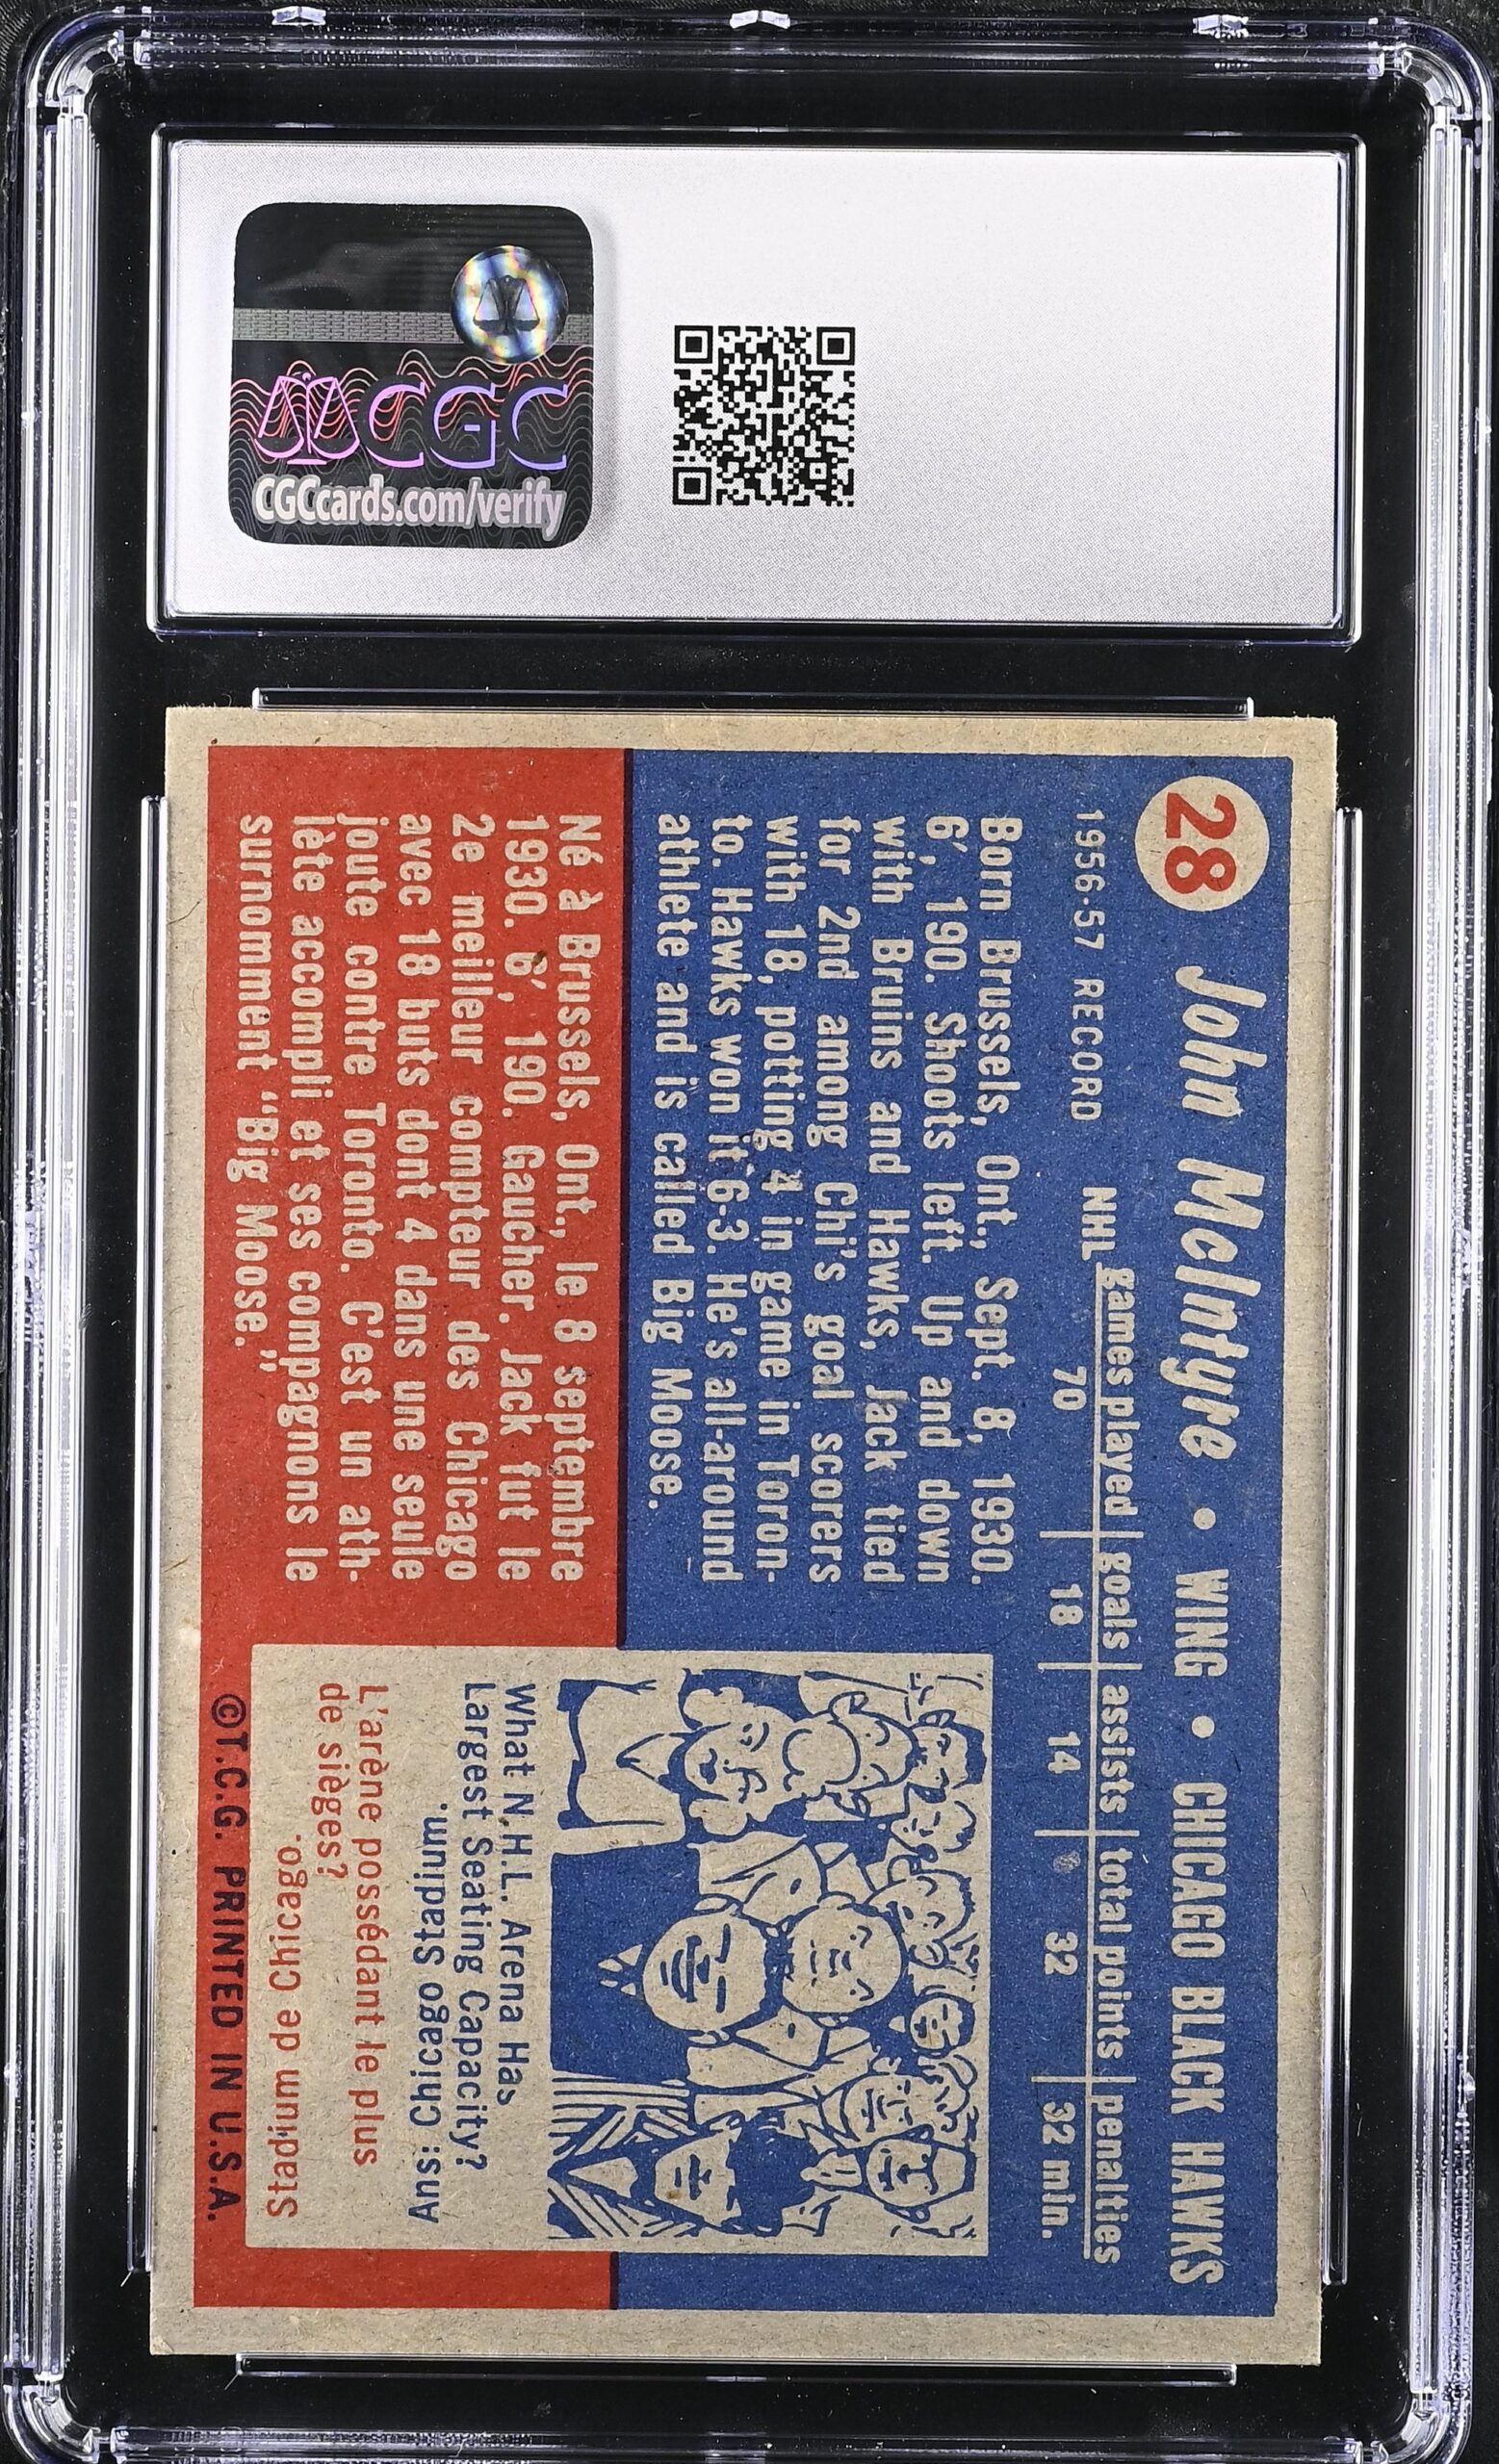 CGC
CGCcards.com/verify
28 John McIntyre • WING • CHICAGO BLACK HAWKS
1956-57 RECORD NHL games played goals assists total points penalties
70 18 14 32 32 min.
Born Brussels, Ont., Sept. 8, 1930.
6', 190. Shoots left. Up and down
with Bruins and Hawks, Jack tied
for 2nd among Chi's goal scorers
with 18, potting 4 in game in Toron-
to. Hawks won it 6-3. He's all-around
athlete and is called Big Moose.
Né à Brussels, Ont., le 8 septembre
1930. 6', 190. Gaucher. Jack fut le
2e meilleur compteur des Chicago
avec 18 buts dont 4 dans une seule
joute contre Toronto. C'est un ath-
lète accompli et ses compagnons le
surnomment "Big Moose."
What N.H.L. Arena Has
Largest Seating Capacity?
Ans: Chicago Stadium.
L'arène possédant le plus
de sièges?
Stadium de Chicago.
©T.C.G. PRINTED IN U.S.A.